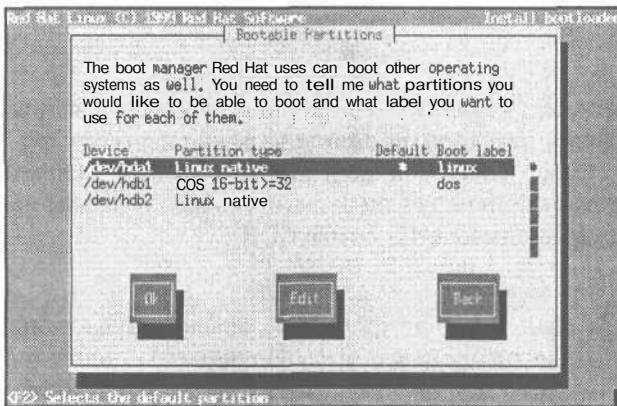 Red Hat Linux (C) 1999 Red Hat Software Install bootloader
Bootable Partitions
The boot manager Red Hat uses can boot other operating
systems as well. You need to tell me what partitions you
would like to be able to boot and what label you want to
use for each of them.
Device Partition type Default Boot label
/dev/hda1 Linux native * linux
/dev/hdb1 COS 16-bit>=32 dos
/dev/hdb2 Linux native
Ok Edit Back
<F2> Selects the default partition